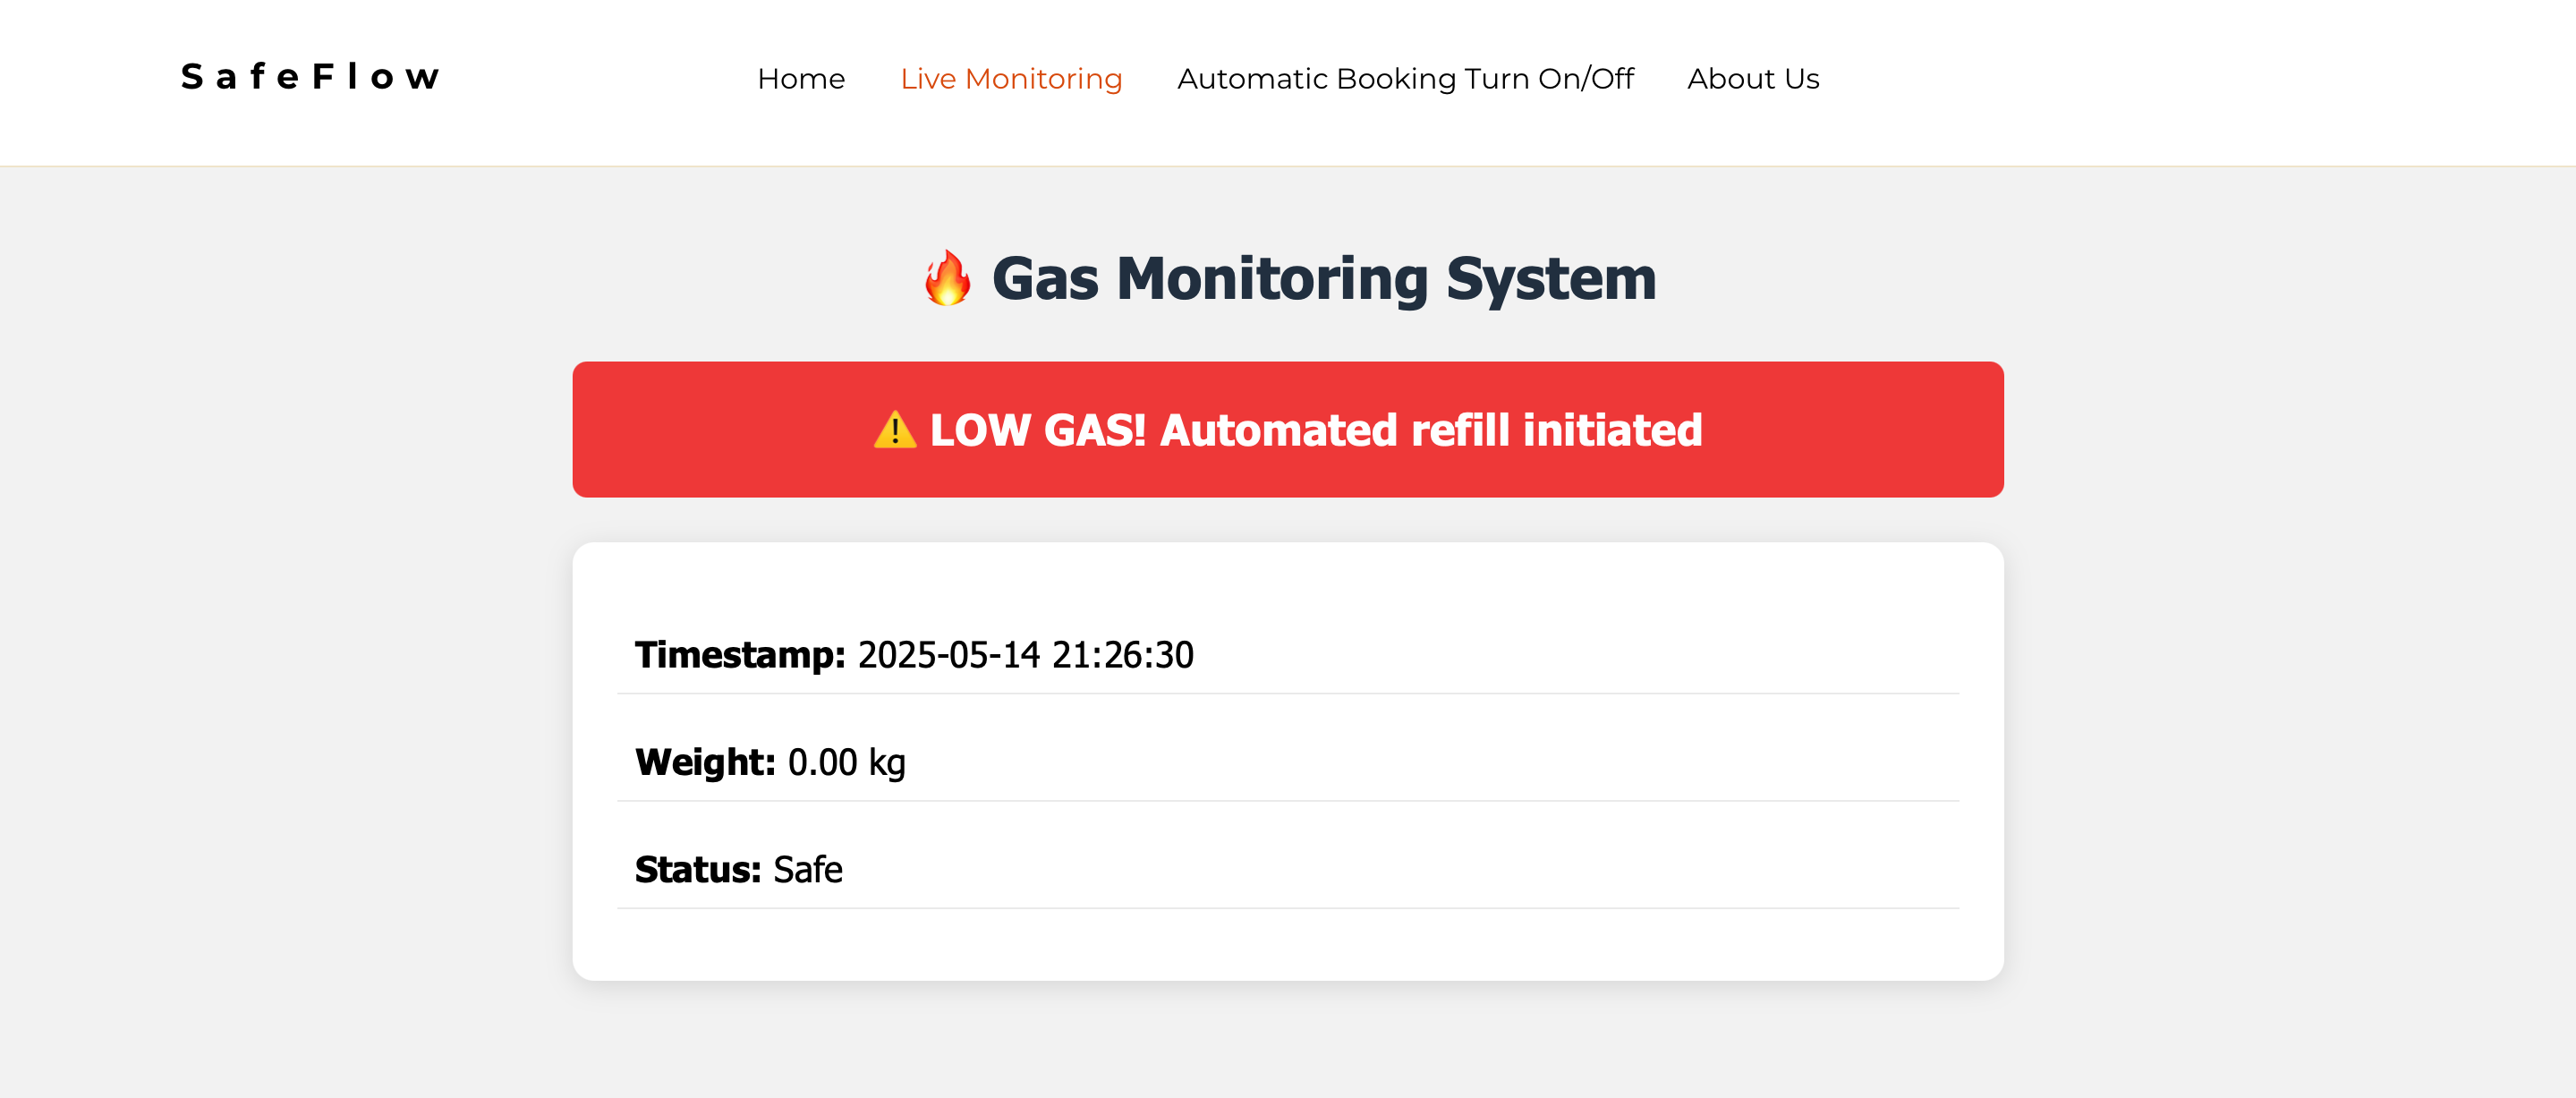 SafeFlow
Home Live Monitoring Automatic Booking Turn On/Off About Us
🔥 Gas Monitoring System
⚠️ LOW GAS! Automated refill initiated
Timestamp: 2025-05-14 21:26:30
Weight: 0.00 kg
Status: Safe